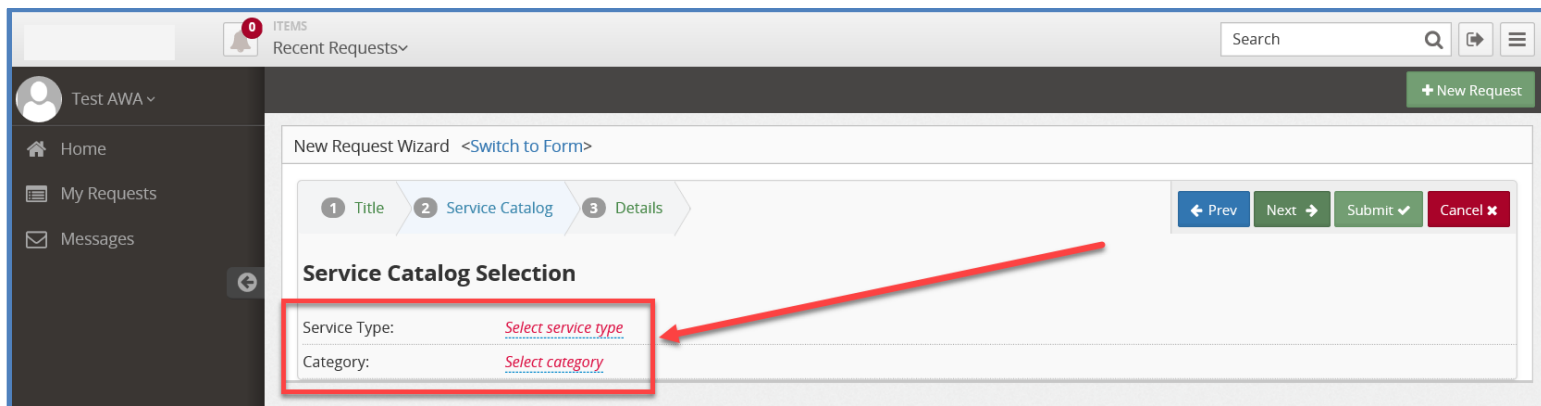 0
ITEMS
Recent Requests
Search
Test AWA
+ New Request
Home
My Requests
Messages
New Request Wizard <Switch to Form>
1 Title 2 Service Catalog 3 Details
Prev Next Submit Cancel
Service Catalog Selection
Service Type: Select service type
Category: Select category